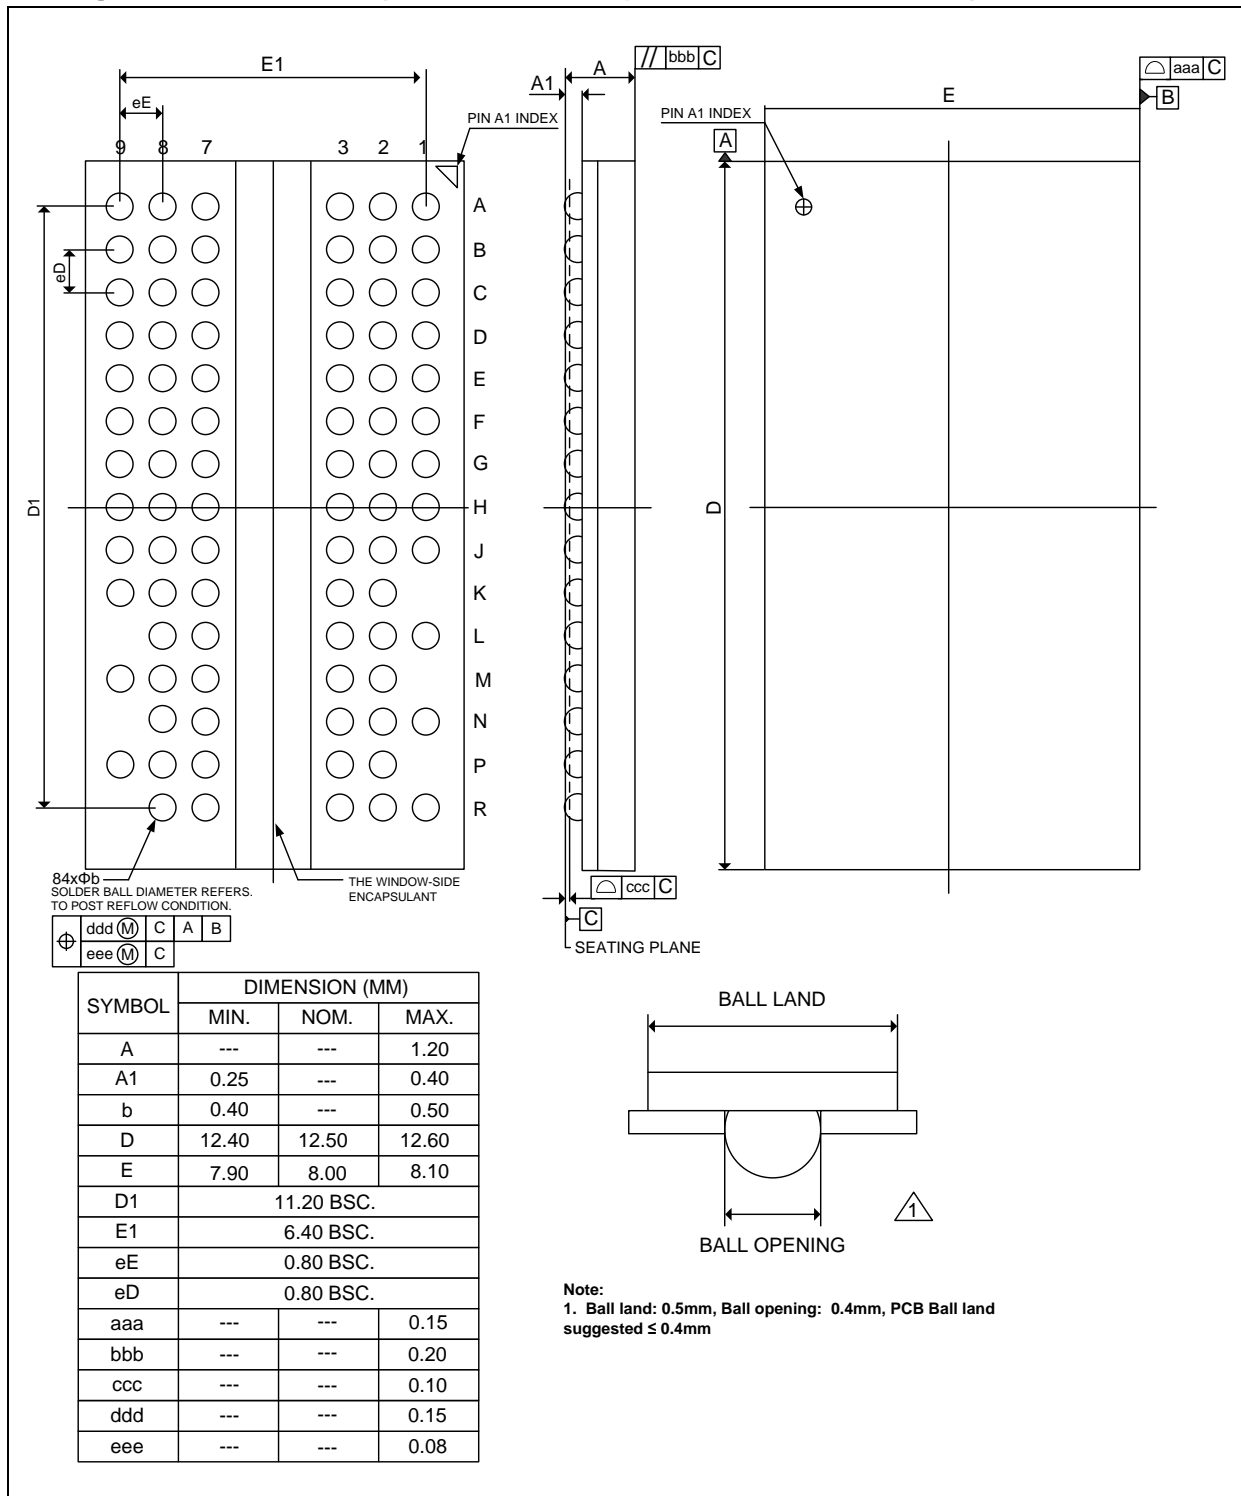 E1
A
// bbb C
aaa C
A1
E
B
eE
PIN A1 INDEX
PIN A1 INDEX
A
9 8 7 3 2 1
A
B
eD
C
D
E
F
G
D1
H
D
J
K
L
M
N
P
R
84xΦb
SOLDER BALL DIAMETER REFERS.
TO POST REFLOW CONDITION.
THE WINDOW-SIDE
ENCAPSULANT
ccc C
C
SEATING PLANE
ddd Ⓜ C A B
eee Ⓜ C
SYMBOL DIMENSION (MM)
MIN. NOM. MAX.
A --- --- 1.20
A1 0.25 --- 0.40
b 0.40 --- 0.50
D 12.40 12.50 12.60
E 7.90 8.00 8.10
D1 11.20 BSC.
E1 6.40 BSC.
eE 0.80 BSC.
eD 0.80 BSC.
aaa --- --- 0.15
bbb --- --- 0.20
ccc --- --- 0.10
ddd --- --- 0.15
eee --- --- 0.08
BALL LAND
1
BALL OPENING
Note:
1. Ball land: 0.5mm, Ball opening: 0.4mm, PCB Ball land
suggested ≤ 0.4mm